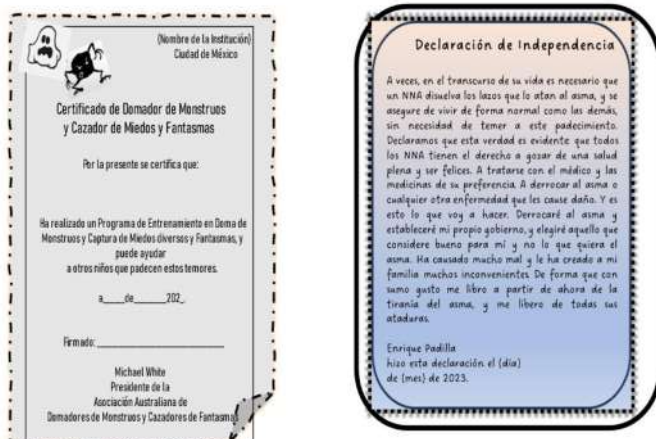 (Nombre de la Institución)
Ciudad de México
Certificado de Domador de Monstruos
y Cazador de Miedos y Fantasmas
Por la presente se certifica que:
Ha realizado un Programa de Entrenamiento en Doma de
Monstruos y Captura de Miedos diversos y Fantasmas, y
puede ayudar
a otros niños que padecen estos temores.
a_____de_______202_.
Firmado: ____________________________
Michael White
Presidente de la
Asociación Australiana de
Domadores de Monstruos y Cazadores de Fantasmas
Declaración de Independencia
A veces, en el transcurso de su vida es necesario que
un NNA disuelva los lazos que lo atan al asma, y se
asegure de vivir de forma normal como las demás,
sin necesidad de temer a este padecimiento.
Declaramos que esta verdad es evidente: que todos
los NNA tienen el derecho a gozar de una salud
plena y ser felices. A tratarse con el médico y las
medicinas de su preferencia. A derrocar al asma o
cualquier otra enfermedad que les cause daño. Y es
esto lo que voy a hacer. Derrocaré al asma y
estableceré mi propio gobierno, y elegiré aquello que
considere bueno para mí y no lo que quiera el
asma. Ha causado mucho mal y le ha creado a mi
familia muchos inconvenientes. De forma que con
sumo gusto me libro a partir de ahora de la
tiranía del asma, y me libero de todas sus
ataduras.
Enrique Padilla
hizo esta declaración el (día)
de (mes) de 2023.